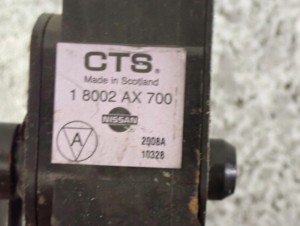 CTS®
Made in Scotland
1 8002 AX 700
NISSAN
A
2008A
10328